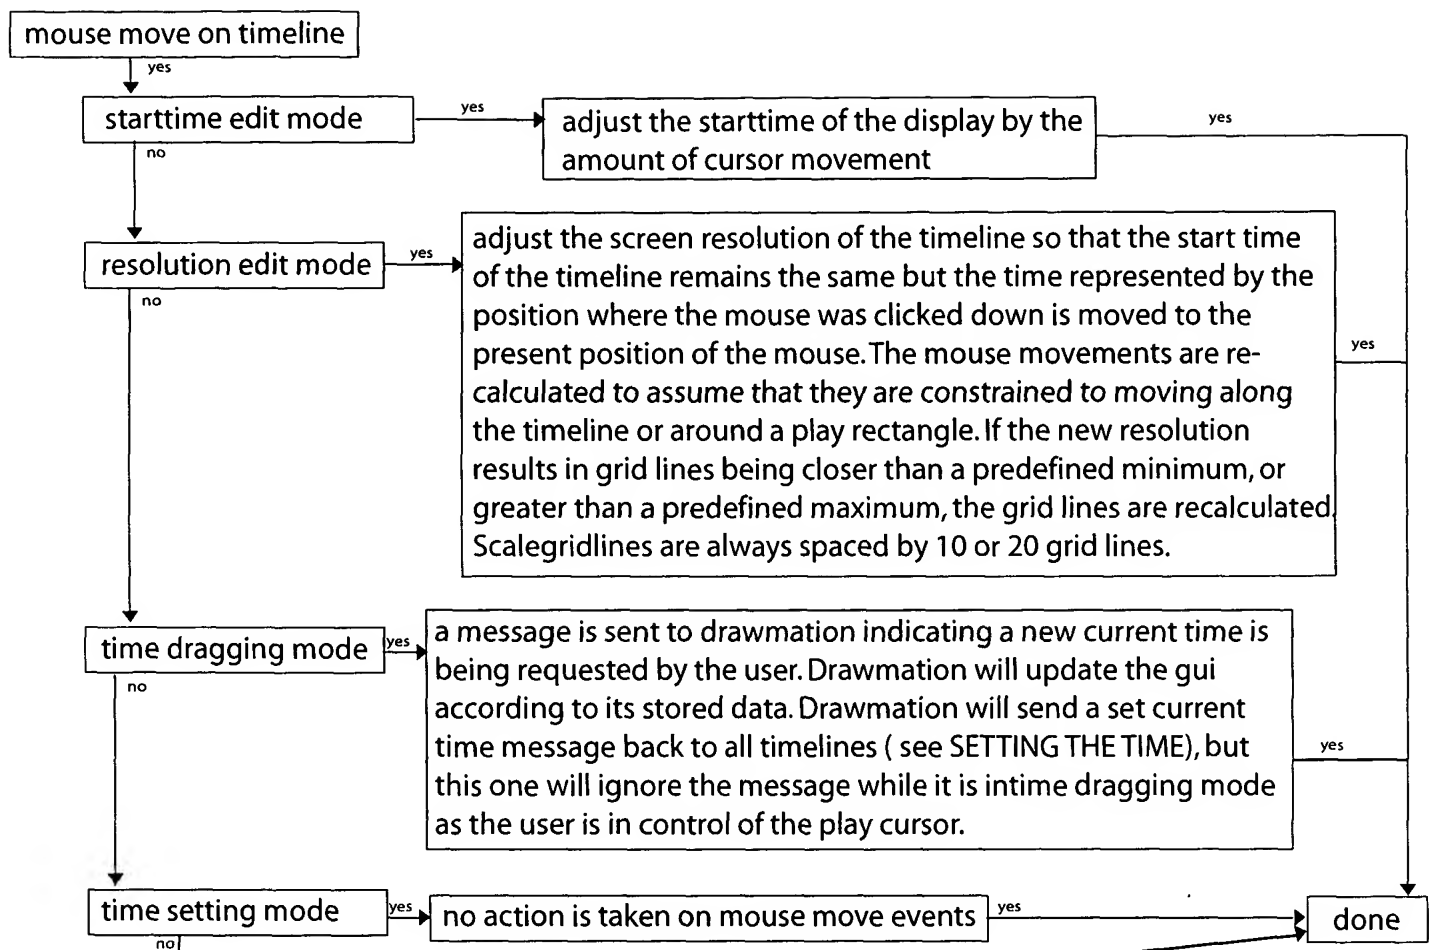 mouse move on timeline
yes
starttime edit mode
yes
adjust the starttime of the display by the
amount of cursor movement
yes
no
resolution edit mode
yes
adjust the screen resolution of the timeline so that the start time
of the timeline remains the same but the time represented by the
position where the mouse was clicked down is moved to the
present position of the mouse. The mouse movements are re-
calculated to assume that they are constrained to moving along
the timeline or around a play rectangle. If the new resolution
results in grid lines being closer than a predefined minimum, or
greater than a predefined maximum, the grid lines are recalculated.
Scalegridlines are always spaced by 10 or 20 grid lines.
yes
no
time dragging mode
yes
a message is sent to drawmation indicating a new current time is
being requested by the user. Drawmation will update the gui
according to its stored data. Drawmation will send a set current
time message back to all timelines ( see SETTING THE TIME), but
this one will ignore the message while it is intime dragging mode
as the user is in control of the play cursor.
yes
no
time setting mode
yes
no action is taken on mouse move events
yes
done
no